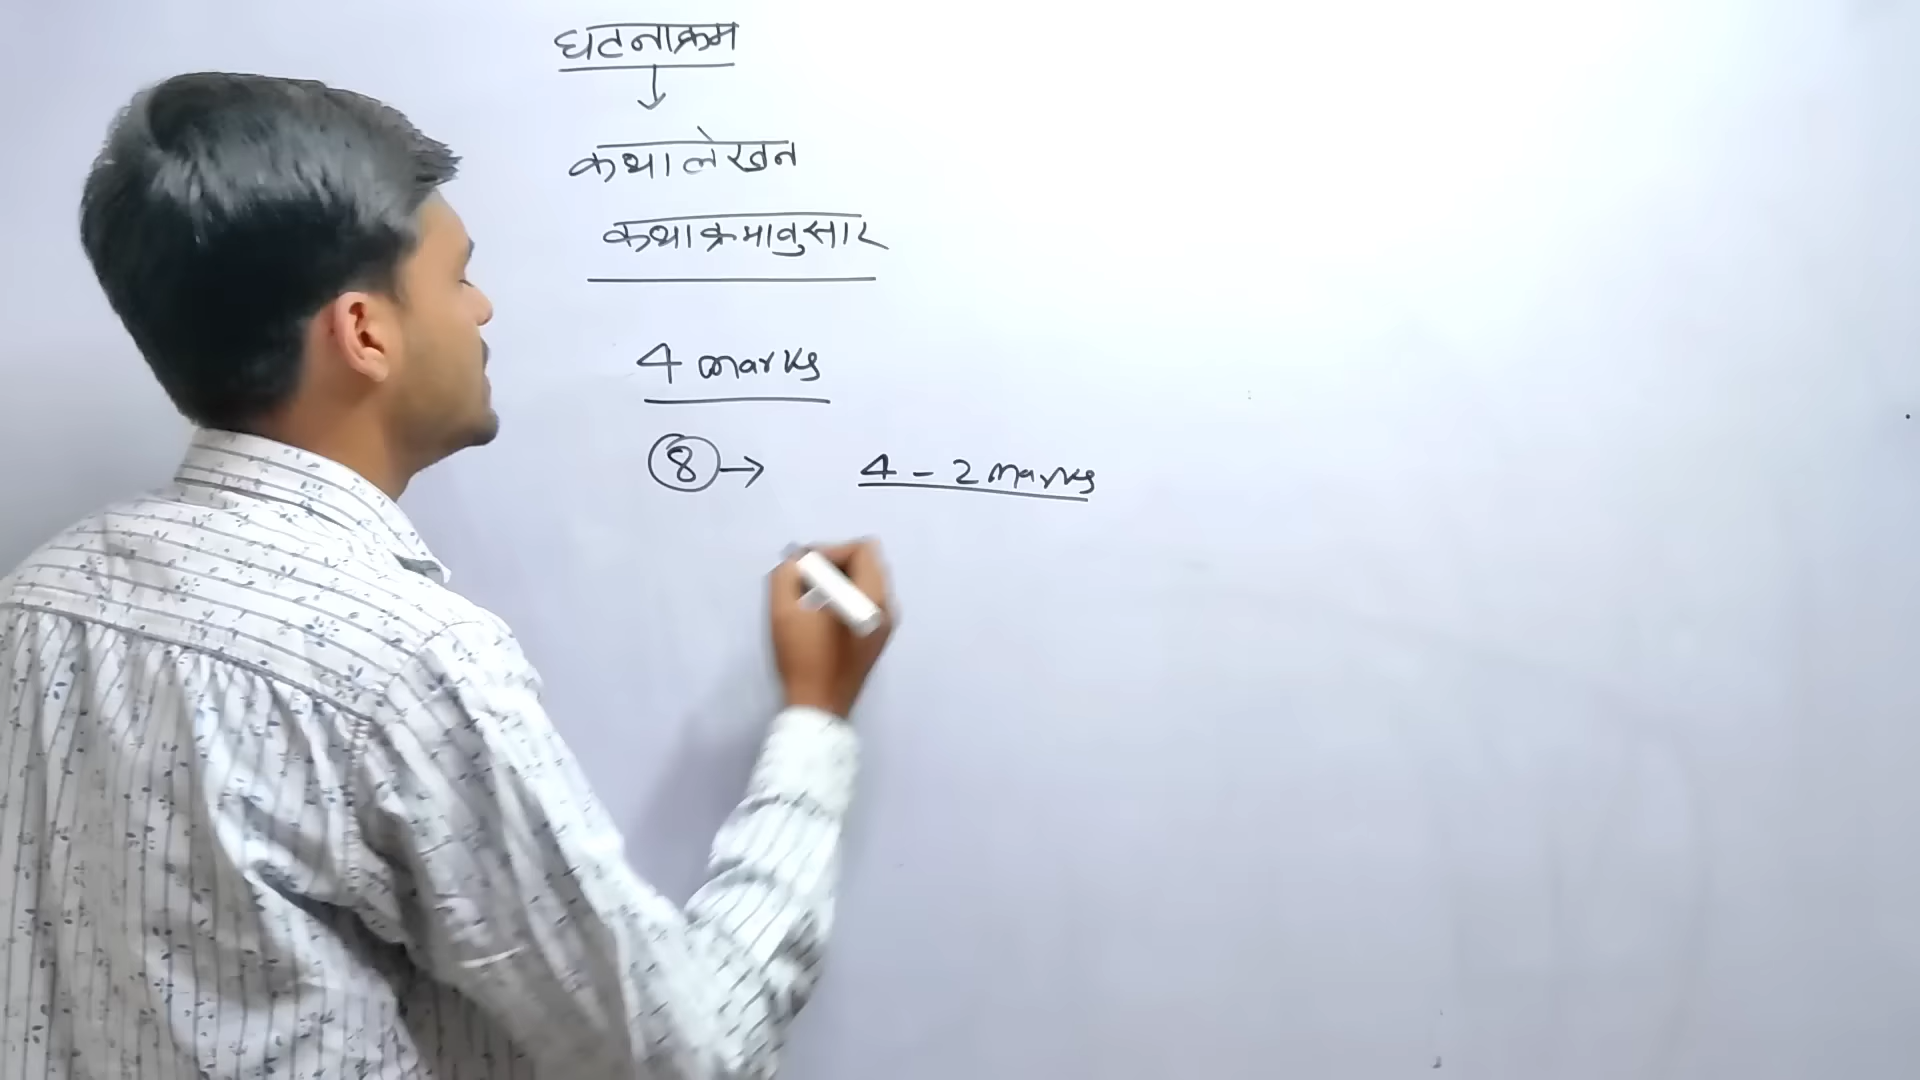 घटनाक्रम
↓
कथालेखन
कथाक्रमानुसार
4 marks
8 → 4 - 2 marks